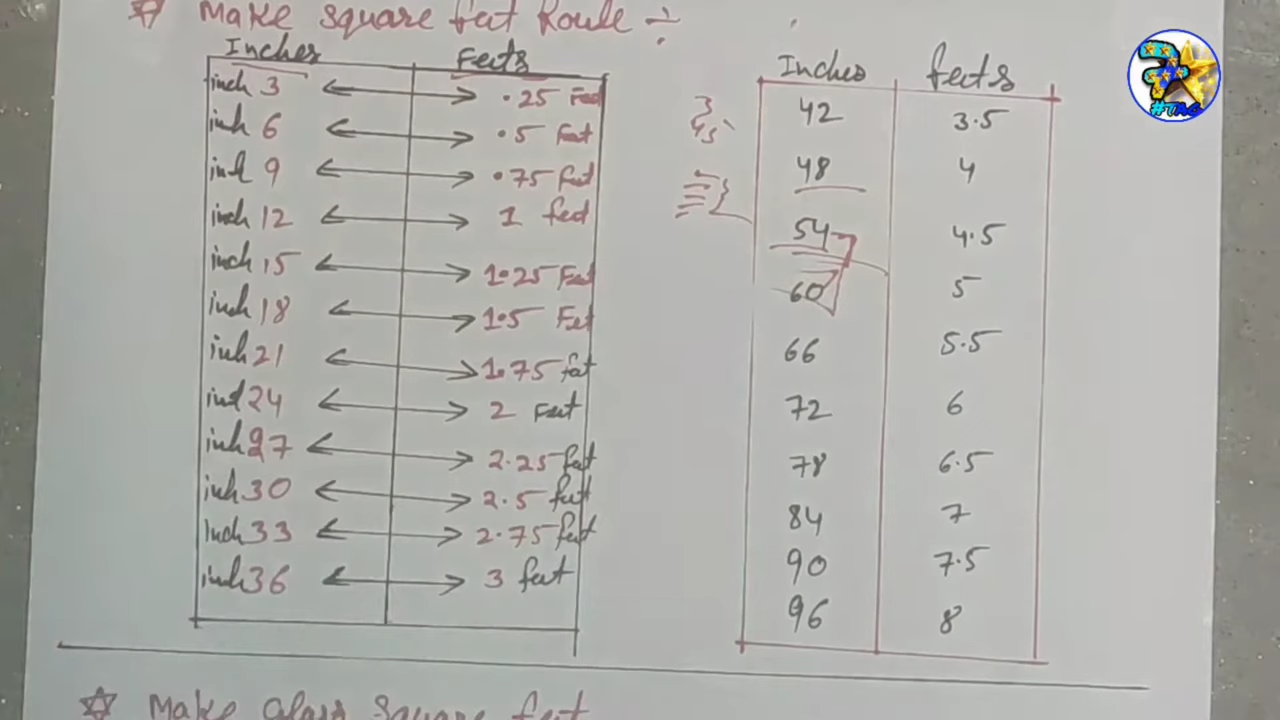 ☆ Make square feet Roule ÷
Inches Feets
inch 3 .25 Feet
inch 6 .5 Feet
inch 9 .75 Feet
inch 12 1 feet
inch 15 1.25 Feet
inch 18 1.5 Feet
inch 21 1.75 feet
inch 24 2 Feet
inch 27 2.25 feet
inch 30 2.5 feet
inch 33 2.75 feet
inch 36 3 feet
Inches feets
42 3.5
48 4
54 4.5
60 5
66 5.5
72 6
78 6.5
84 7
90 7.5
96 8
7
#TAG
☆ Make Glass Square feet